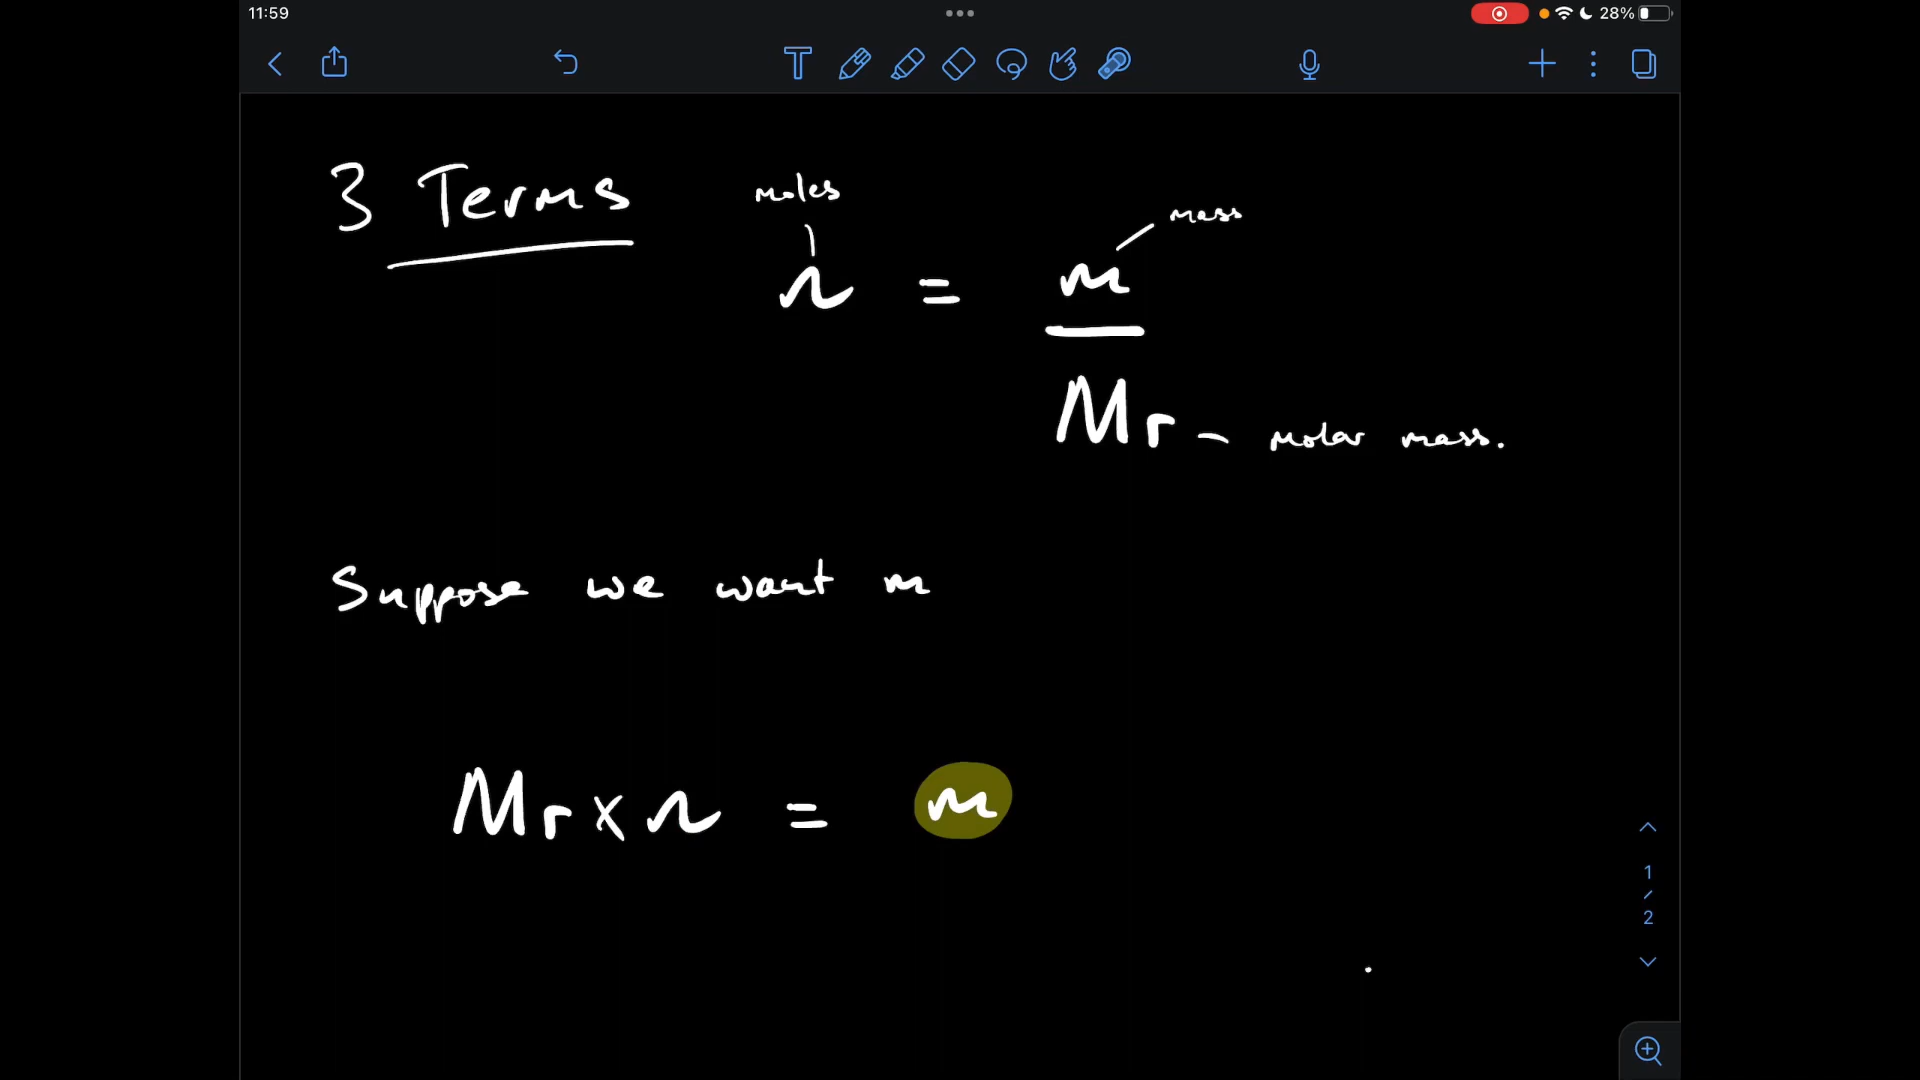 11:59
28%
3 Terms
moles
mass
n = m
Mr - molar mass.
Suppose we want m
Mr x n = m
1
/
2